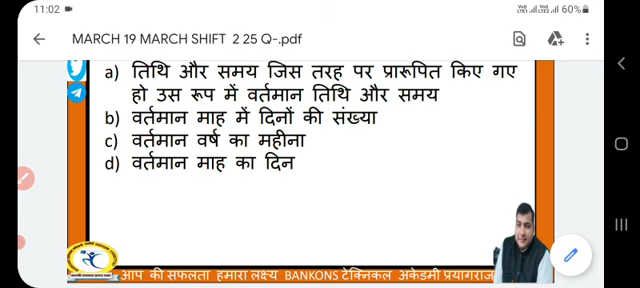 11:02 60%
MARCH 19 MARCH SHIFT 2 25 Q-.pdf
a) तिथि और समय जिस तरह पर प्रारूपित किए गए
हो उस रूप में वर्तमान तिथि और समय
b) वर्तमान माह में दिनों की संख्या
c) वर्तमान वर्ष का महीना
d) वर्तमान माह का दिन
आप की सफलता हमारा लक्ष्य BANKONS टेक्निकल अकेडमी प्रयागराज